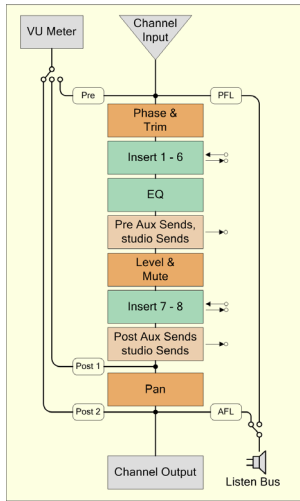 VU Meter
Channel
Input
Pre
PFL
Phase &
Trim
Insert 1 - 6
EQ
Pre Aux Sends,
studio Sends
Level &
Mute
Insert 7 - 8
Post Aux Sends
studio Sends
Post 1
Pan
Post 2
AFL
Channel Output
Listen Bus